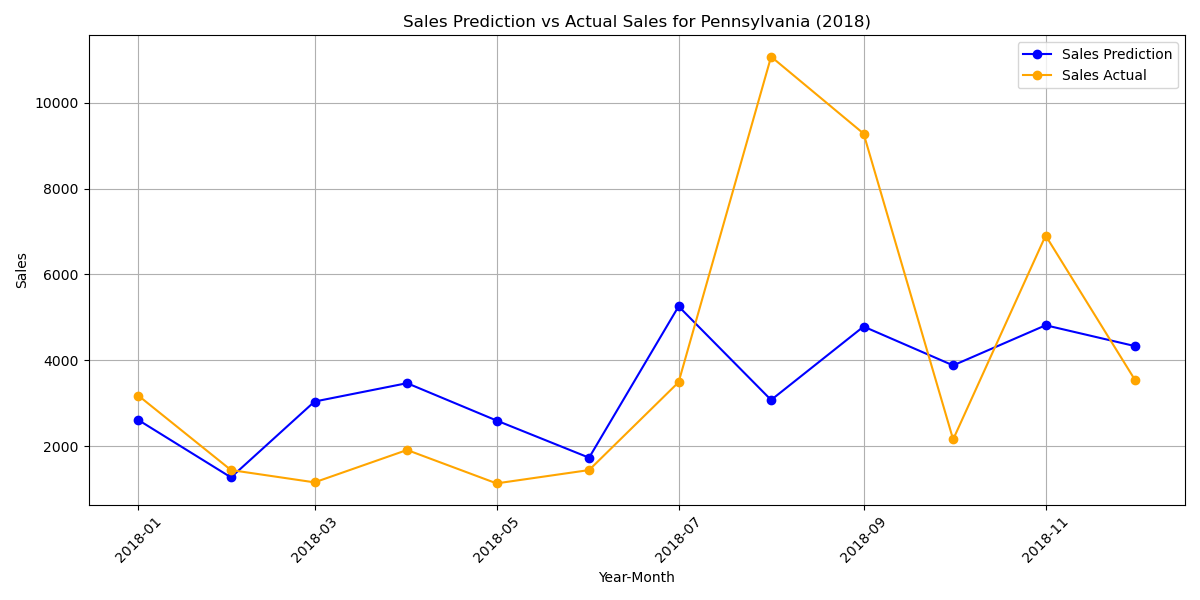 Sales Prediction vs Actual Sales for Pennsylvania (2018)
Sales Prediction
Sales Actual
10000
8000
6000
4000
2000
Sales
2018-01
2018-03
2018-05
2018-07
2018-09
2018-11
Year-Month